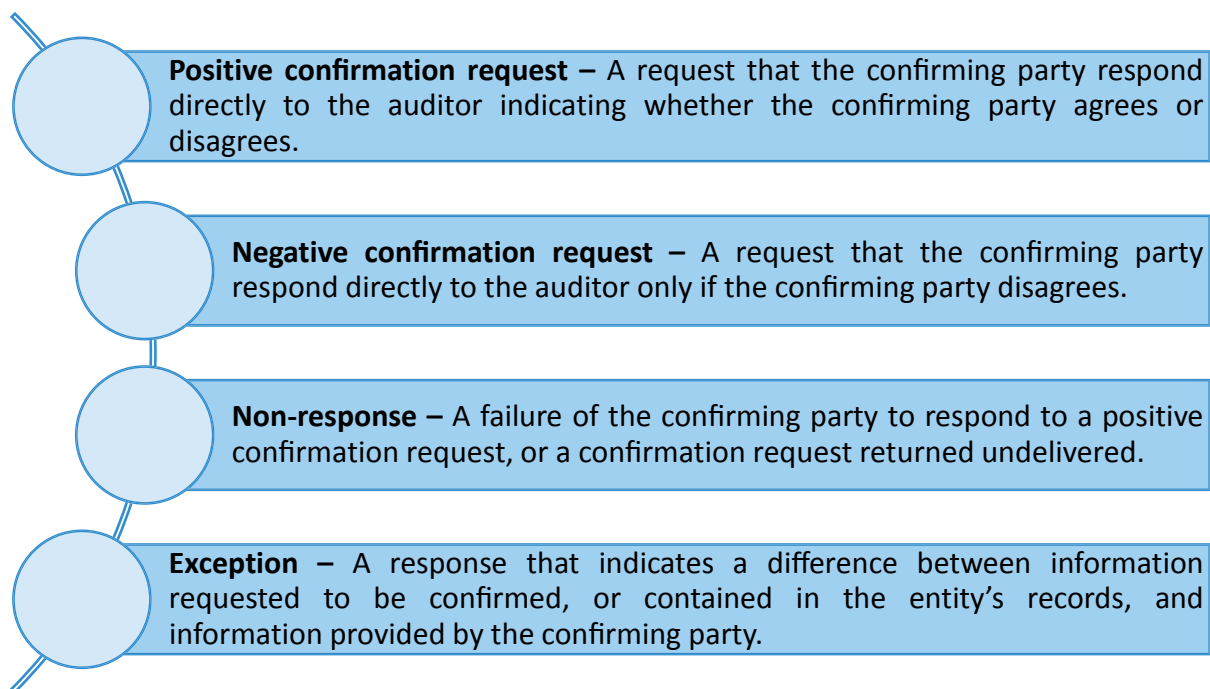 Positive confirmation request – A request that the confirming party respond
directly to the auditor indicating whether the confirming party agrees or
disagrees.
Negative confirmation request – A request that the confirming party
respond directly to the auditor only if the confirming party disagrees.
Non-response – A failure of the confirming party to respond to a positive
confirmation request, or a confirmation request returned undelivered.
Exception – A response that indicates a difference between information
requested to be confirmed, or contained in the entity’s records, and
information provided by the confirming party.